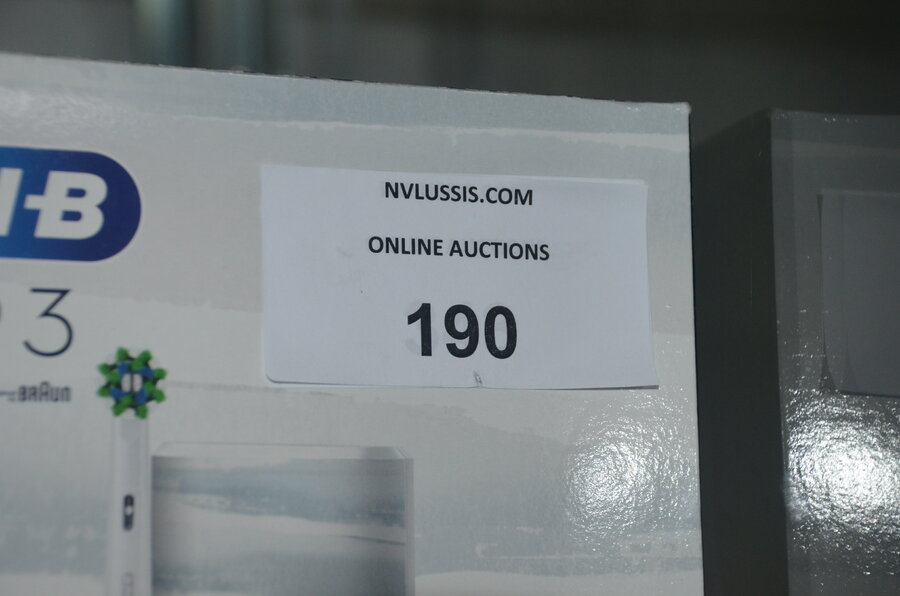 NVLUSSIS.COM
ONLINE AUCTIONS
190
-B
3
BRAUN